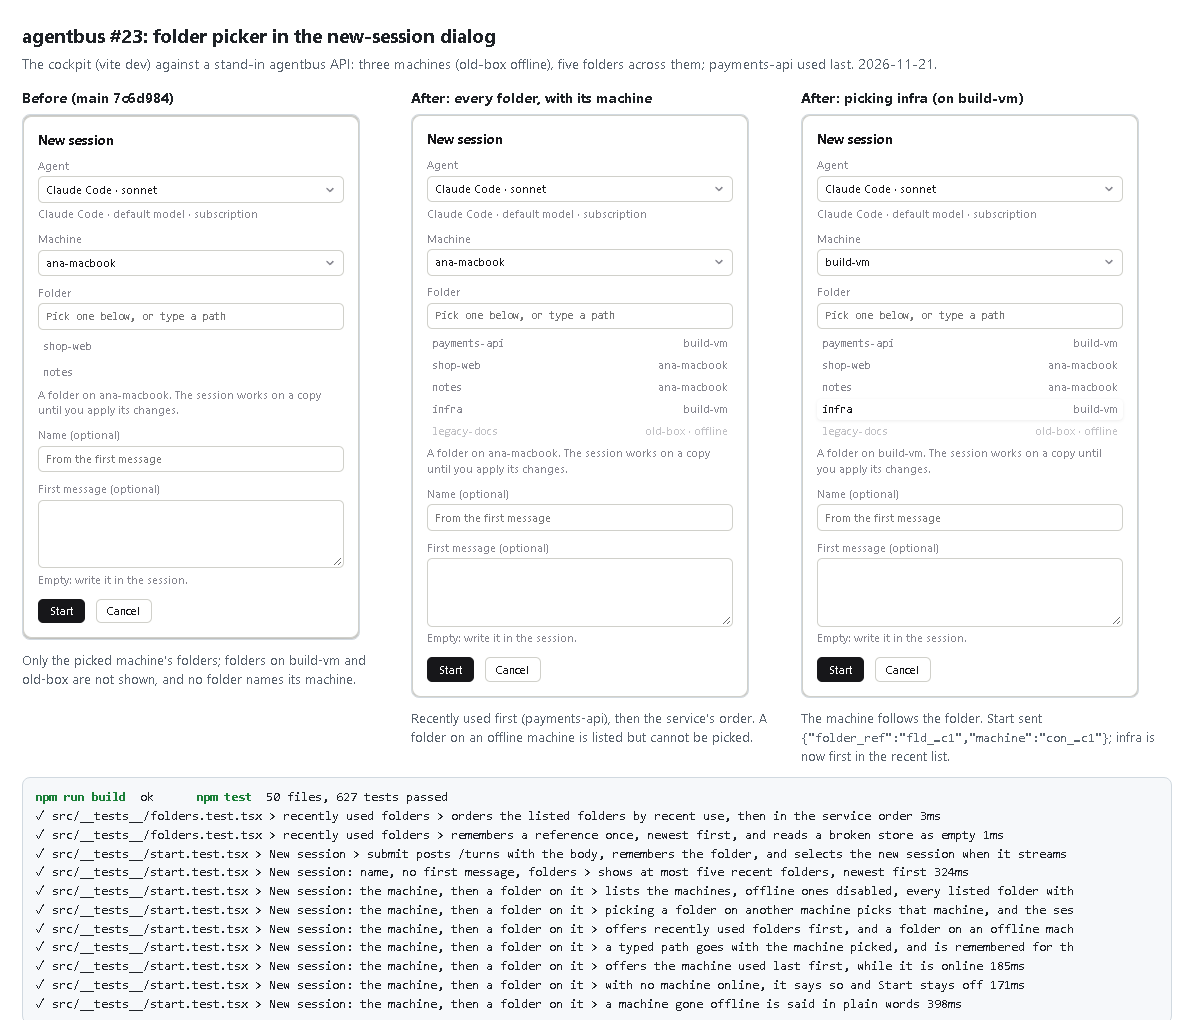 agentbus #23: folder picker in the new-session dialog
The cockpit (vite dev) against a stand-in agentbus API: three machines (old-box offline), five folders across them; payments-api used last. 2026-11-21.
Before (main 7c6d984)
New session
Agent
Claude Code · sonnet
Claude Code · default model · subscription
Machine
ana-macbook
Folder
Pick one below, or type a path
shop-web
notes
A folder on ana-macbook. The session works on a copy
until you apply its changes.
Name (optional)
From the first message
First message (optional)
Empty: write it in the session.
Start Cancel
Only the picked machine's folders; folders on build-vm and
old-box are not shown, and no folder names its machine.
After: every folder, with its machine
New session
Agent
Claude Code · sonnet
Claude Code · default model · subscription
Machine
ana-macbook
Folder
Pick one below, or type a path
payments-api build-vm
shop-web ana-macbook
notes ana-macbook
infra build-vm
legacy-docs old-box · offline
A folder on ana-macbook. The session works on a copy
until you apply its changes.
Name (optional)
From the first message
First message (optional)
Empty: write it in the session.
Start Cancel
Recently used first (payments-api), then the service's order. A
folder on an offline machine is listed but cannot be picked.
After: picking infra (on build-vm)
New session
Agent
Claude Code · sonnet
Claude Code · default model · subscription
Machine
build-vm
Folder
Pick one below, or type a path
payments-api build-vm
shop-web ana-macbook
notes ana-macbook
infra build-vm
legacy-docs old-box · offline
A folder on build-vm. The session works on a copy until
you apply its changes.
Name (optional)
From the first message
First message (optional)
Empty: write it in the session.
Start Cancel
The machine follows the folder. Start sent
{"folder_ref":"fld_…c1","machine":"con_…c1"}; infra is
now first in the recent list.
npm run build ok npm test 50 files, 627 tests passed
✓ src/__tests__/folders.test.tsx > recently used folders > orders the listed folders by recent use, then in the service order 3ms
✓ src/__tests__/folders.test.tsx > recently used folders > remembers a reference once, newest first, and reads a broken store as empty 1ms
✓ src/__tests__/start.test.tsx > New session > submit posts /turns with the body, remembers the folder, and selects the new session when it streams
✓ src/__tests__/start.test.tsx > New session: name, no first message, folders > shows at most five recent folders, newest first 324ms
✓ src/__tests__/start.test.tsx > New session: the machine, then a folder on it > lists the machines, offline ones disabled, every listed folder with
✓ src/__tests__/start.test.tsx > New session: the machine, then a folder on it > picking a folder on another machine picks that machine, and the ses
✓ src/__tests__/start.test.tsx > New session: the machine, then a folder on it > offers recently used folders first, and a folder on an offline mach
✓ src/__tests__/start.test.tsx > New session: the machine, then a folder on it > a typed path goes with the machine picked, and is remembered for th
✓ src/__tests__/start.test.tsx > New session: the machine, then a folder on it > offers the machine used last first, while it is online 185ms
✓ src/__tests__/start.test.tsx > New session: the machine, then a folder on it > with no machine online, it says so and Start stays off 171ms
✓ src/__tests__/start.test.tsx > New session: the machine, then a folder on it > a machine gone offline is said in plain words 398ms